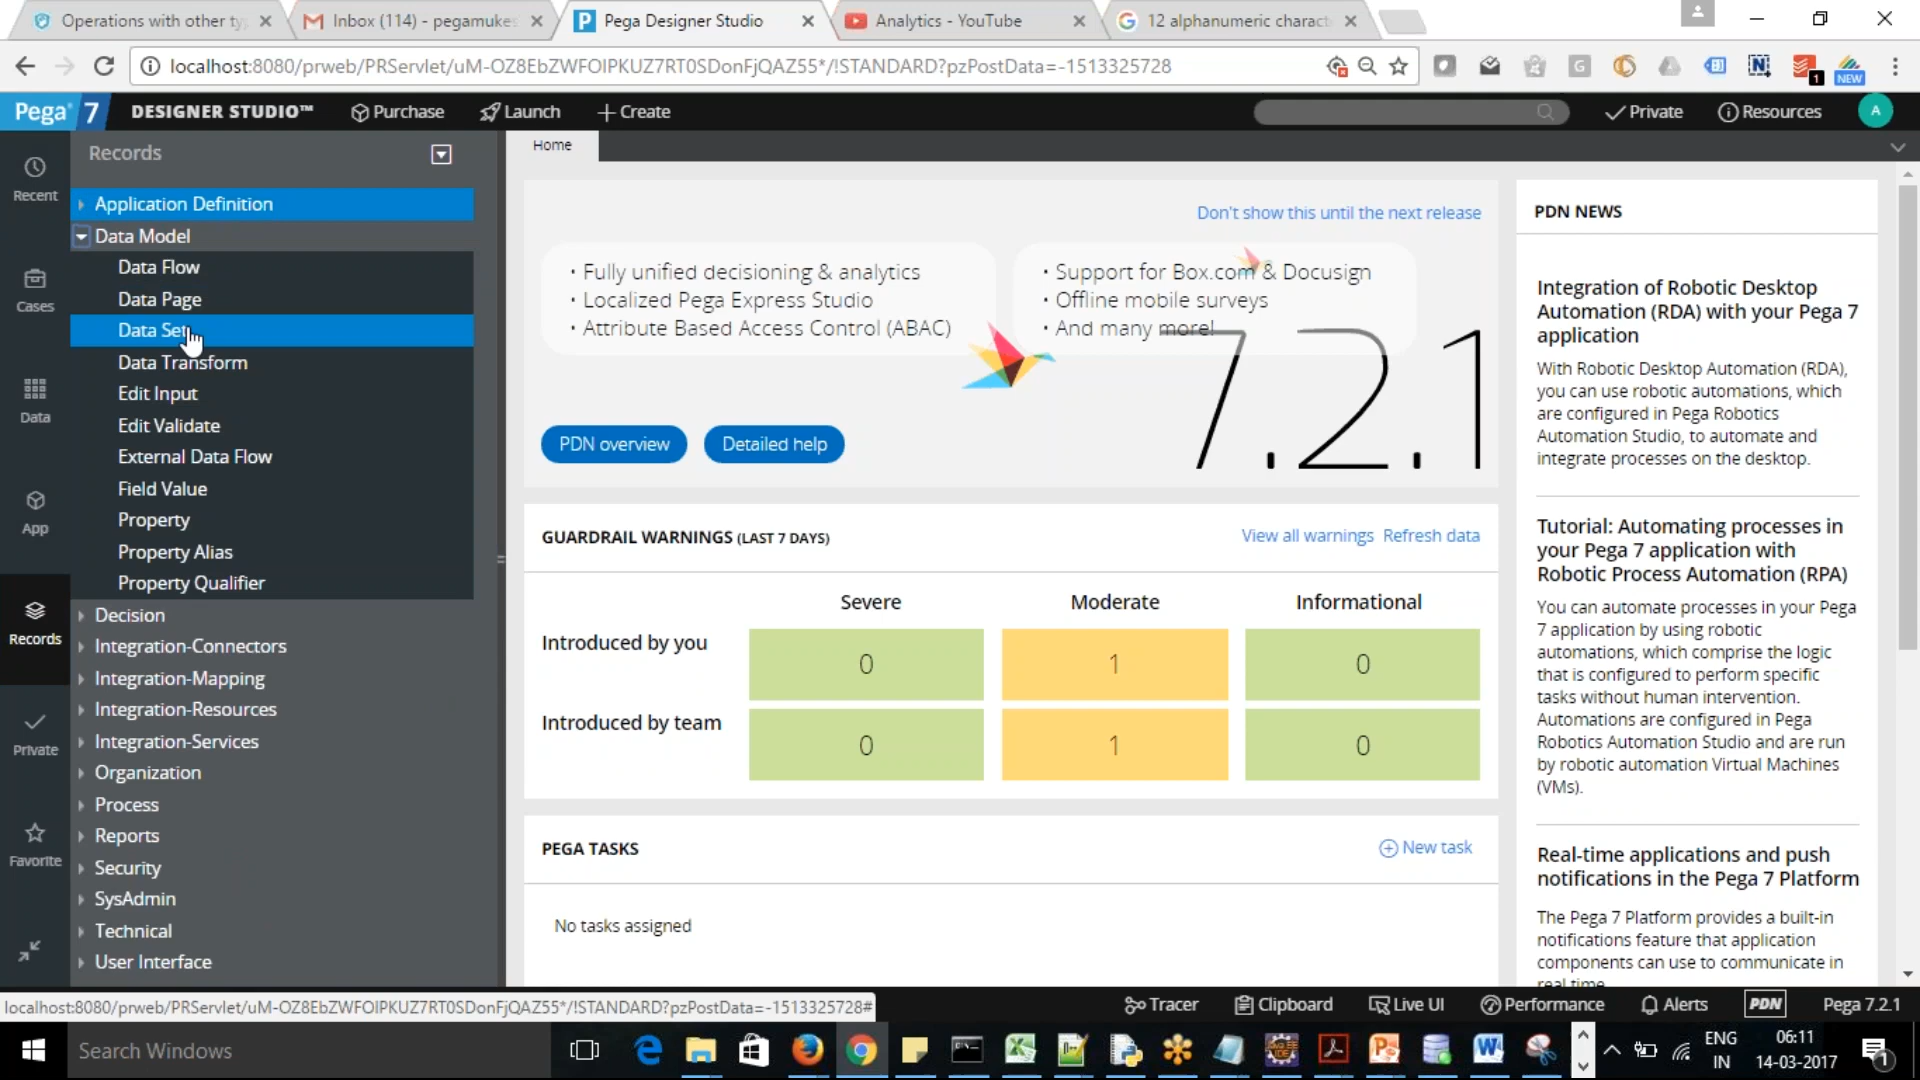 Operations with other ty
Inbox (114) - pegamukes
Pega Designer Studio
Analytics - YouTube
12 alphanumeric charact
localhost:8080/prweb/PRServlet/uM-OZ8EbZWFOIPKUZ7RT0SDonFjQAZ55*/!STANDARD?pzPostData=-1513325728
1
NEW
Pega 7
DESIGNER STUDIO™
Purchase
Launch
Create
Private
Resources
A
Recent
Cases
Data
App
Records
Private
Favorite
Records
Application Definition
Data Model
Data Flow
Data Page
Data Set
Data Transform
Edit Input
Edit Validate
External Data Flow
Field Value
Property
Property Alias
Property Qualifier
Decision
Integration-Connectors
Integration-Mapping
Integration-Resources
Integration-Services
Organization
Process
Reports
Security
SysAdmin
Technical
User Interface
Home
Don't show this until the next release
· Fully unified decisioning & analytics
· Localized Pega Express Studio
· Attribute Based Access Control (ABAC)
· Support for Box.com & Docusign
· Offline mobile surveys
· And many more!
7.2.1
PDN overview
Detailed help
GUARDRAIL WARNINGS (LAST 7 DAYS)
View all warnings Refresh data
Severe Moderate Informational
Introduced by you 0 1 0
Introduced by team 0 1 0
PEGA TASKS
New task
No tasks assigned
PDN NEWS
Integration of Robotic Desktop
Automation (RDA) with your Pega 7
application
With Robotic Desktop Automation (RDA),
you can use robotic automations, which
are configured in Pega Robotics
Automation Studio, to automate and
integrate processes on the desktop.
Tutorial: Automating processes in
your Pega 7 application with
Robotic Process Automation (RPA)
You can automate processes in your Pega
7 application by using robotic
automations, which comprise the logic
that is configured to perform specific
tasks without human intervention.
Automations are configured in Pega
Robotics Automation Studio and are run
by robotic automation Virtual Machines
(VMs).
Real-time applications and push
notifications in the Pega 7 Platform
The Pega 7 Platform provides a built-in
notifications feature that application
components can use to communicate in
real time.
localhost:8080/prweb/PRServlet/uM-OZ8EbZWFOIPKUZ7RT0SDonFjQAZ55*/!STANDARD?pzPostData=-1513325728#
Tracer
Clipboard
Live UI
Performance
Alerts
PDN
Pega 7.2.1
Search Windows
ENG
IN
06:11
14-03-2017
1